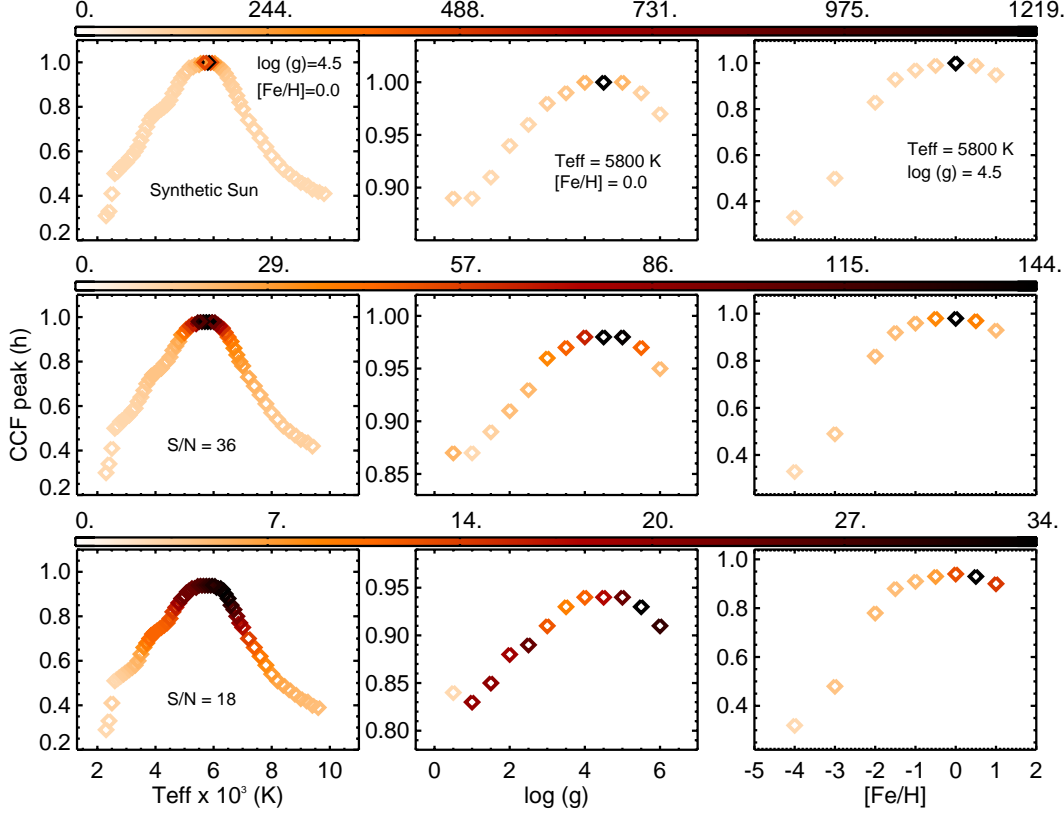 0. 244. 488. 731. 975. 1219.
1.0
0.8
0.6
0.4
0.2
log (g)=4.5
[Fe/H]=0.0
Synthetic Sun
1.00
0.95
0.90
Teff = 5800 K
[Fe/H] = 0.0
1.0
0.8
0.6
0.4
Teff = 5800 K
log (g) = 4.5
0. 29. 57. 86. 115. 144.
CCF peak (h)
1.0
0.8
0.6
0.4
0.2
S/N = 36
1.00
0.95
0.90
0.85
1.0
0.8
0.6
0.4
0. 7. 14. 20. 27. 34.
1.0
0.8
0.6
0.4
0.2
S/N = 18
0.95
0.90
0.85
0.80
1.0
0.8
0.6
0.4
2 4 6 8 10
0 2 4 6
-5 -4 -3 -2 -1 0 1 2
Teff x 10³ (K)
log (g)
[Fe/H]